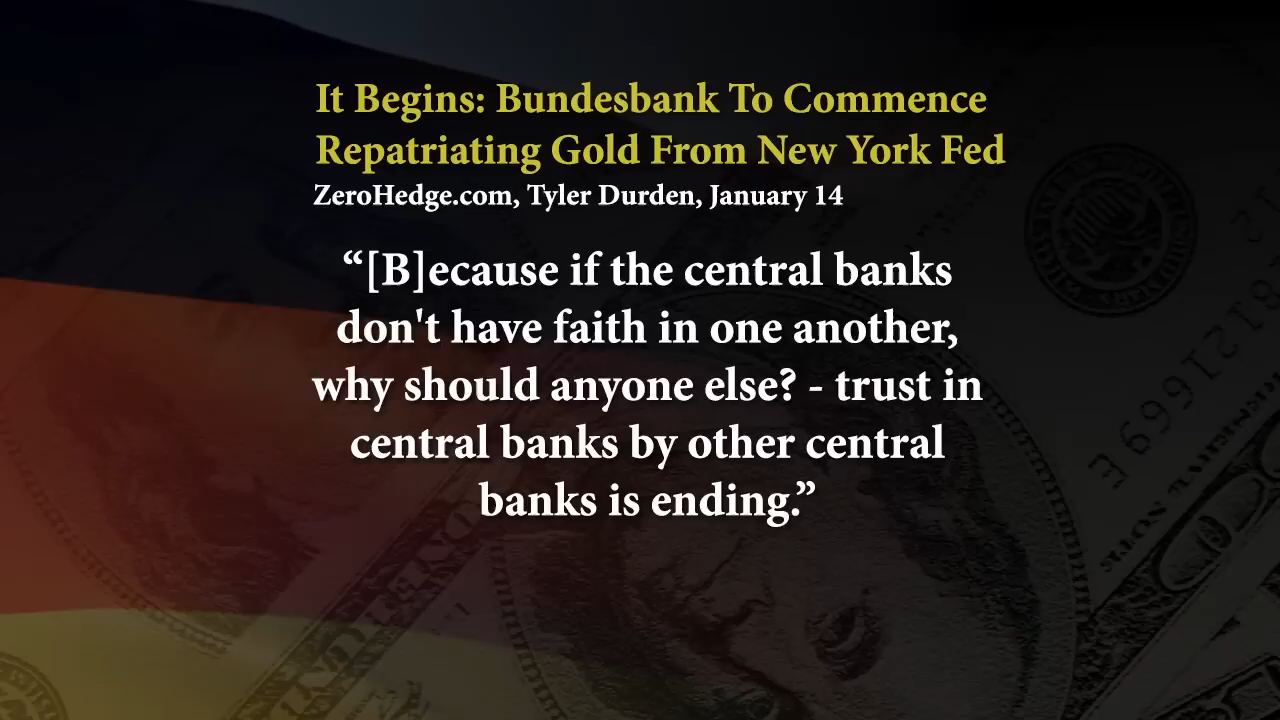 It Begins: Bundesbank To Commence
Repatriating Gold From New York Fed
ZeroHedge.com, Tyler Durden, January 14
“[B]ecause if the central banks
don't have faith in one another,
why should anyone else? - trust in
central banks by other central
banks is ending.”